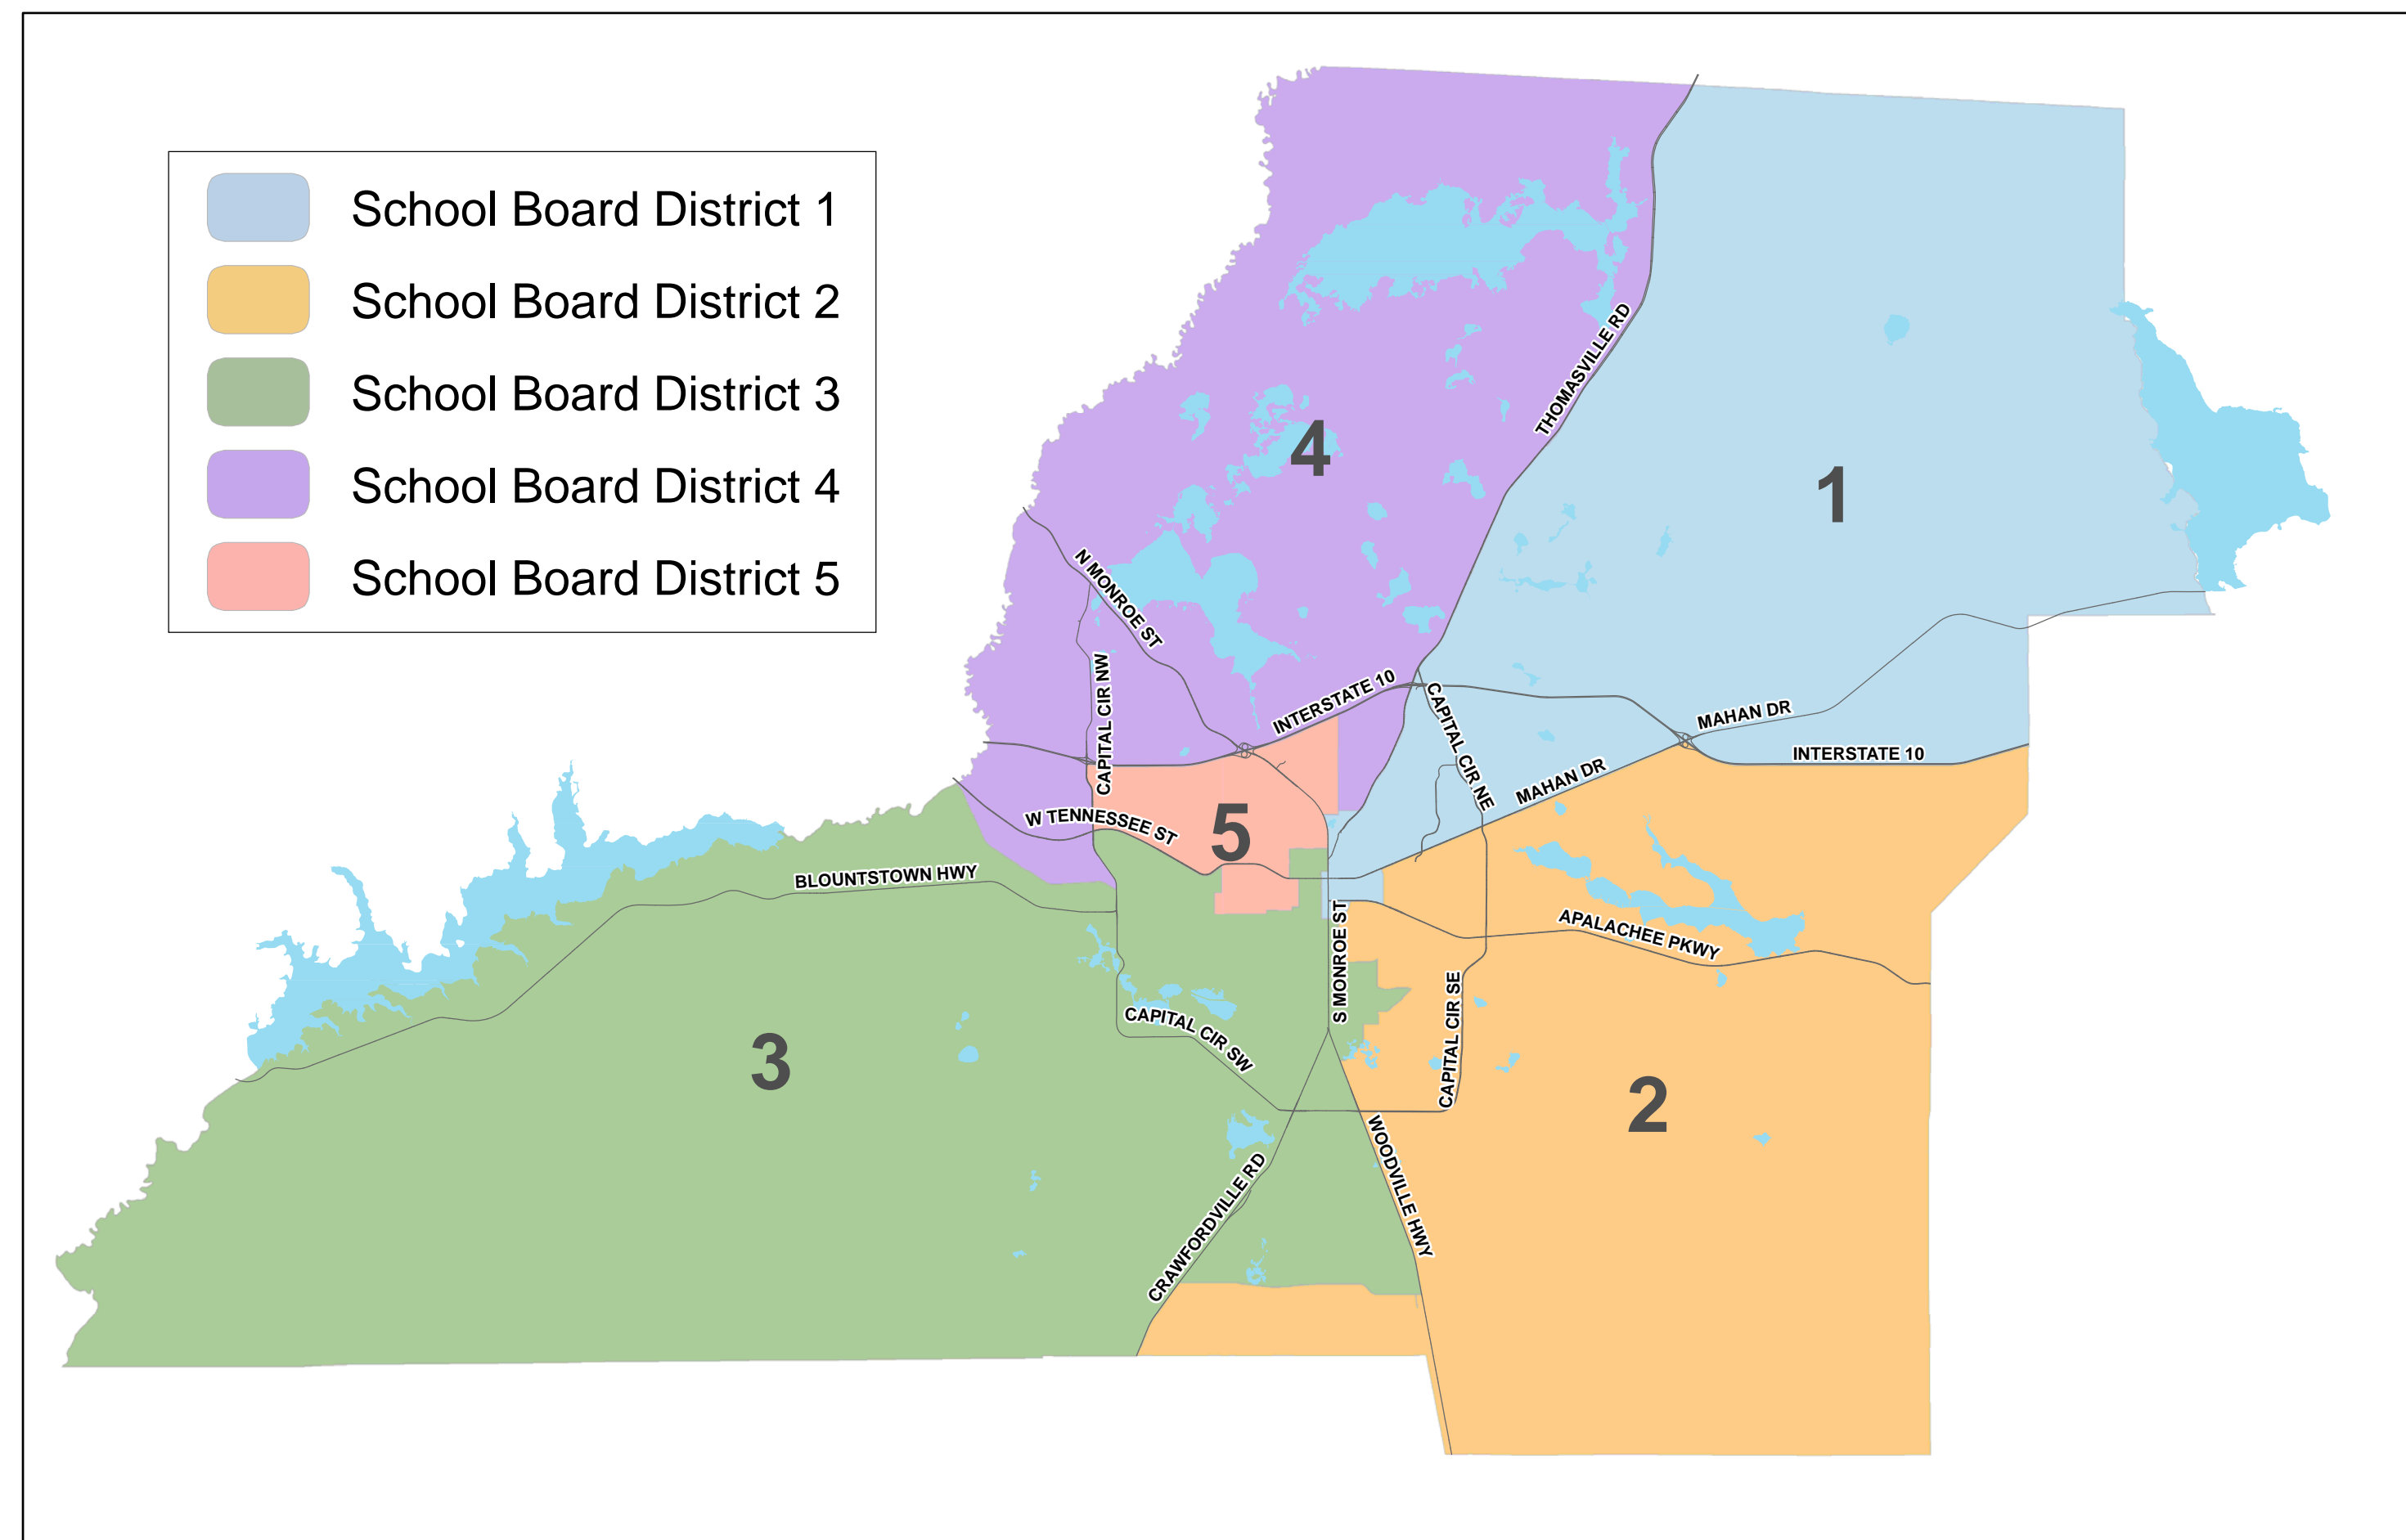 School Board District 1
School Board District 2
School Board District 3
School Board District 4
School Board District 5
4
1
THOMASVILLE RD
N MONROE ST
CAPITAL CIR NW
INTERSTATE 10
CAPITAL CIR NE
MAHAN DR
INTERSTATE 10
MAHAN DR
W TENNESSEE ST
5
BLOUNTSTOWN HWY
APALACHEE PKWY
S MONROE ST
CAPITAL CIR SW
CAPITAL CIR SE
3
2
WOODVILLE HWY
CRAWFORDVILLE RD